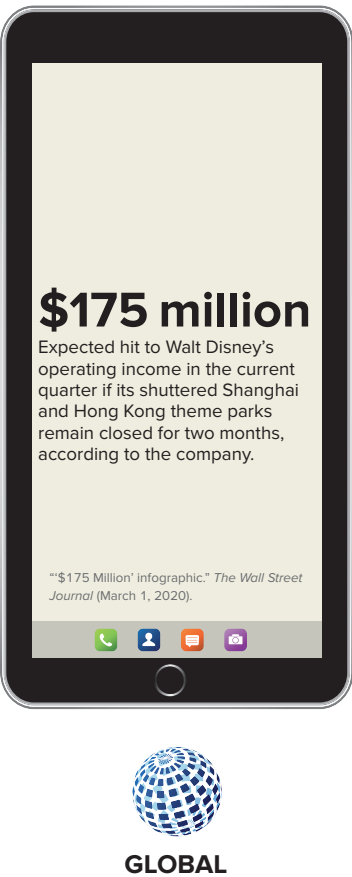 $175 million
Expected hit to Walt Disney’s
operating income in the current
quarter if its shuttered Shanghai
and Hong Kong theme parks
remain closed for two months,
according to the company.
“‘$175 Million’ infographic.” The Wall Street
Journal (March 1, 2020).
GLOBAL